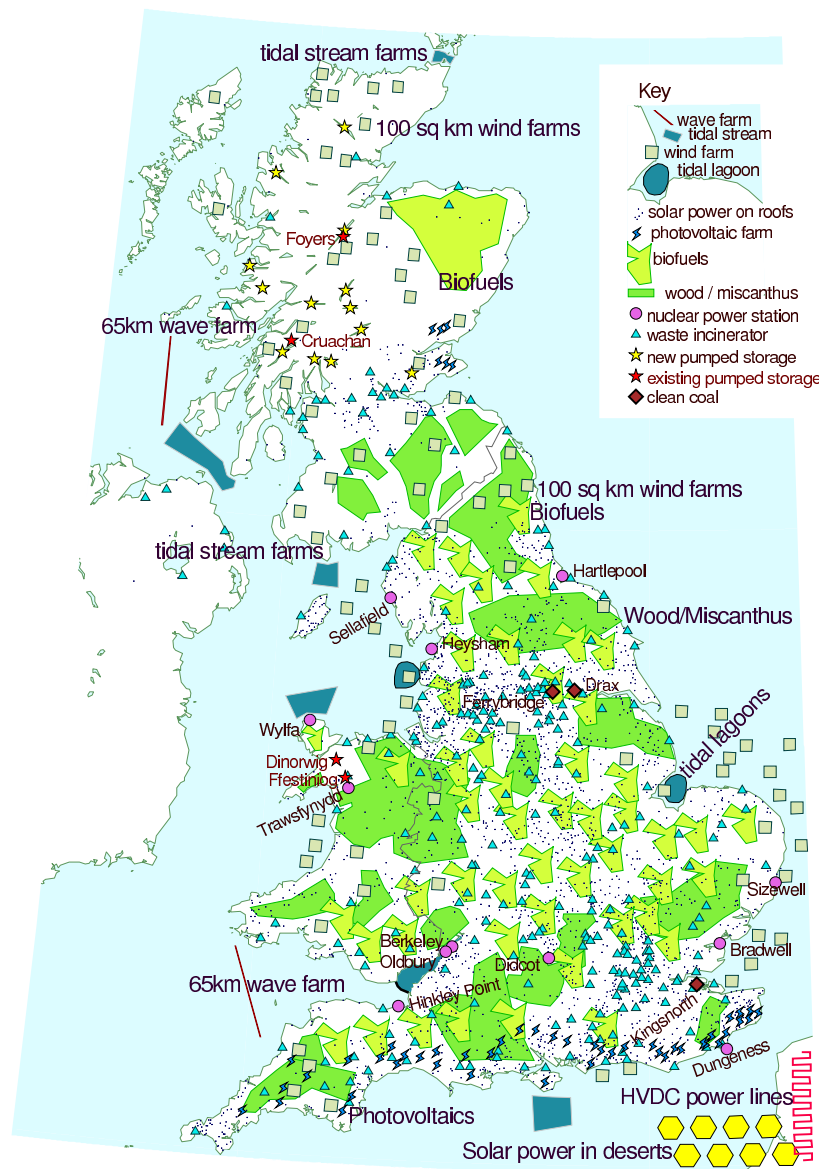 tidal stream farms
Key
wave farm
tidal stream
100 sq km wind farms
wind farm
tidal lagoon
solar power on roofs
photovoltaic farm
Foyers
biofuels
Biofuels
wood / miscanthus
nuclear power station
65km wave farm
waste incinerator
Cruachan
new pumped storage
existing pumped storage
clean coal
100 sq km wind farms
Biofuels
tidal stream farms
Hartlepool
Sellafield
Wood/Miscanthus
Heysham
Drax
Ferrybridge
tidal lagoons
Wylfa
Dinorwig
Ffestiniog
Trawsfynydd
Sizewell
Berkeley
Bradwell
Oldbury
Didcot
65km wave farm
Hinkley Point
Kingsnorth
Dungeness
HVDC power lines
Photovoltaics
Solar power in deserts